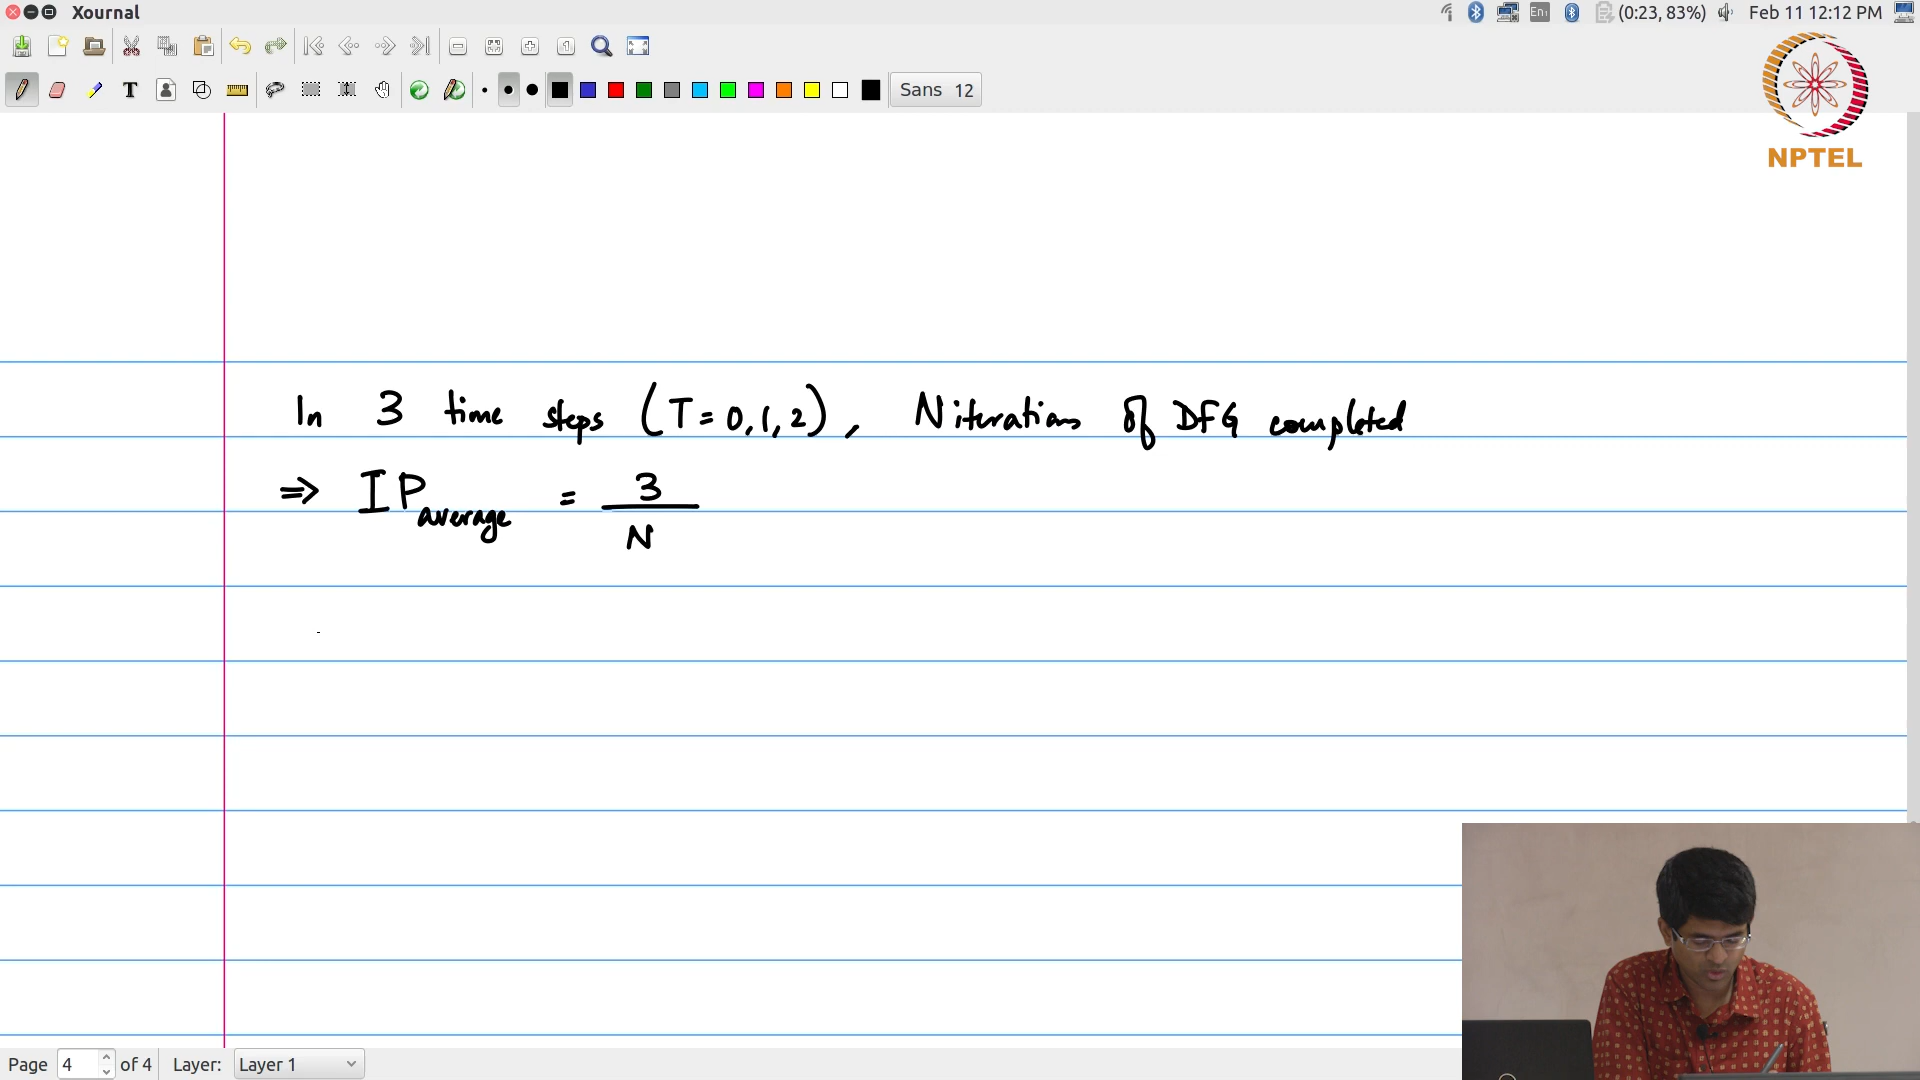 Xournal
En1 (0:23, 83%) Feb 11 12:12 PM
Sans 12
NPTEL
In 3 time steps (T = 0, 1, 2), N iterations of DFG completed
⇒ IP average = 3 / N
Page 4 of 4 Layer: Layer 1